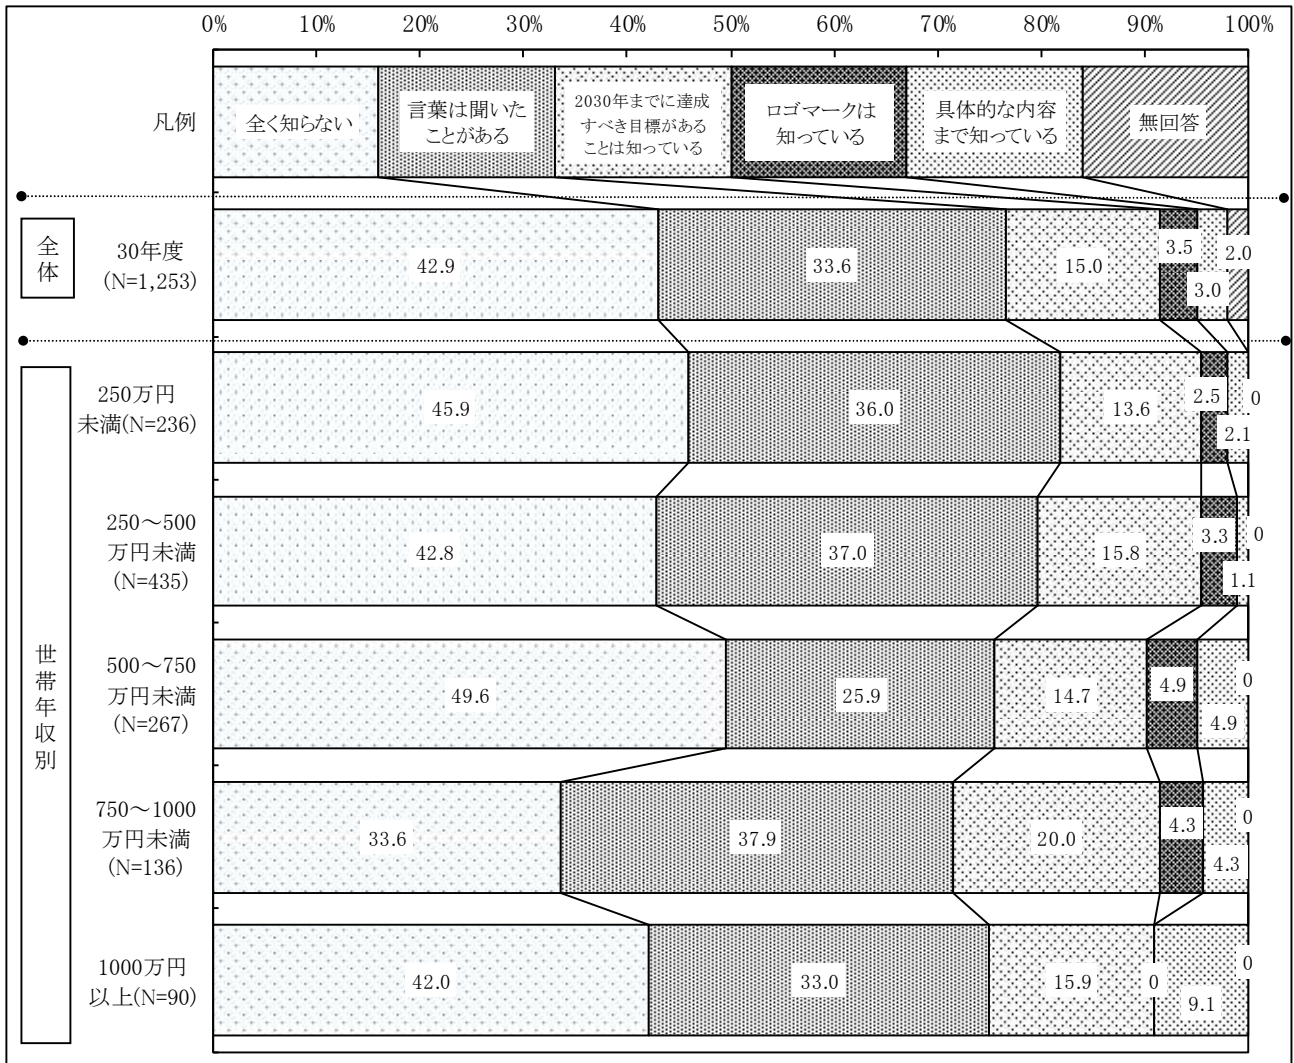 0% 10% 20% 30% 40% 50% 60% 70% 80% 90% 100%
凡例
全く知らない
言葉は聞いた
ことがある
2030年までに達成
すべき目標がある
ことは知っている
ロゴマークは
知っている
具体的な内容
まで知っている
無回答
全体
30年度
(N=1,253)
42.9 33.6 15.0 3.5 3.0 2.0
世帯年収別
250万円
未満(N=236)
45.9 36.0 13.6 2.5 2.1 0
250～500
万円未満
(N=435)
42.8 37.0 15.8 3.3 1.1 0
500～750
万円未満
(N=267)
49.6 25.9 14.7 4.9 4.9 0
750～1000
万円未満
(N=136)
33.6 37.9 20.0 4.3 4.3 0
1000万円
以上(N=90)
42.0 33.0 15.9 0 9.1 0